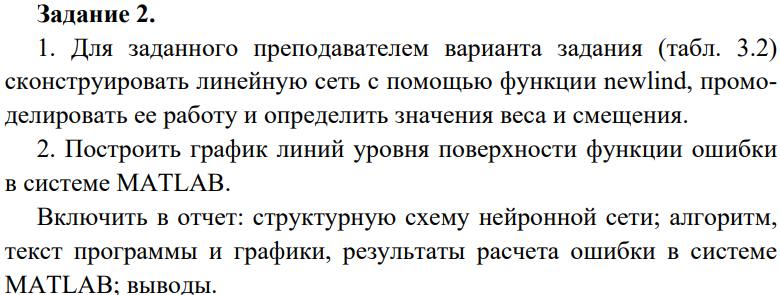 Задание 2.
1. Для заданного преподавателем варианта задания (табл. 3.2)
сконструировать линейную сеть с помощью функции newlind, промо-
делировать ее работу и определить значения веса и смещения.
2. Построить график линий уровня поверхности функции ошибки
в системе MATLAB.
Включить в отчет: структурную схему нейронной сети; алгоритм,
текст программы и графики, результаты расчета ошибки в системе
MATLAB; выводы.